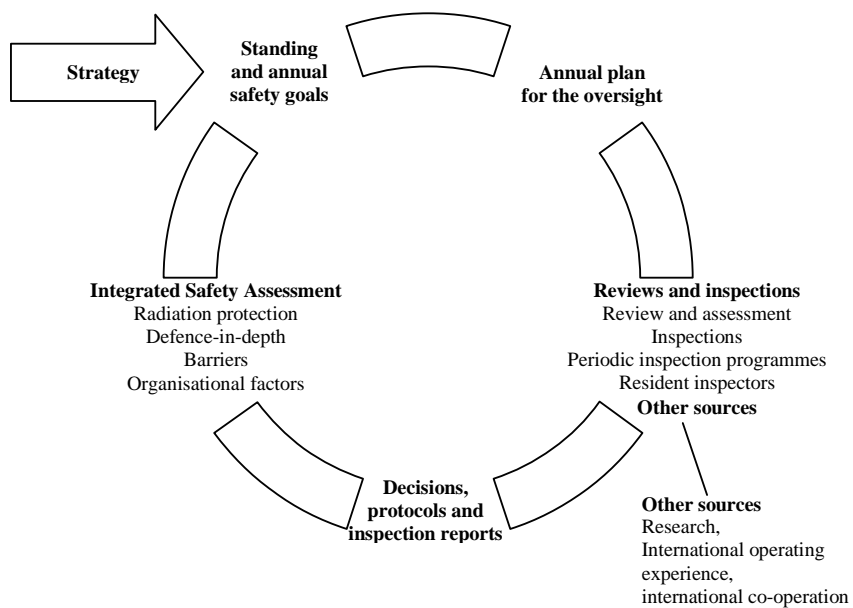 Strategy
Standing
and annual
safety goals
Annual plan
for the oversight
Integrated Safety Assessment
Radiation protection
Defence-in-depth
Barriers
Organisational factors
Reviews and inspections
Review and assessment
Inspections
Periodic inspection programmes
Resident inspectors
Other sources
Decisions,
protocols and
inspection reports
Other sources
Research,
International operating
experience,
international co-operation